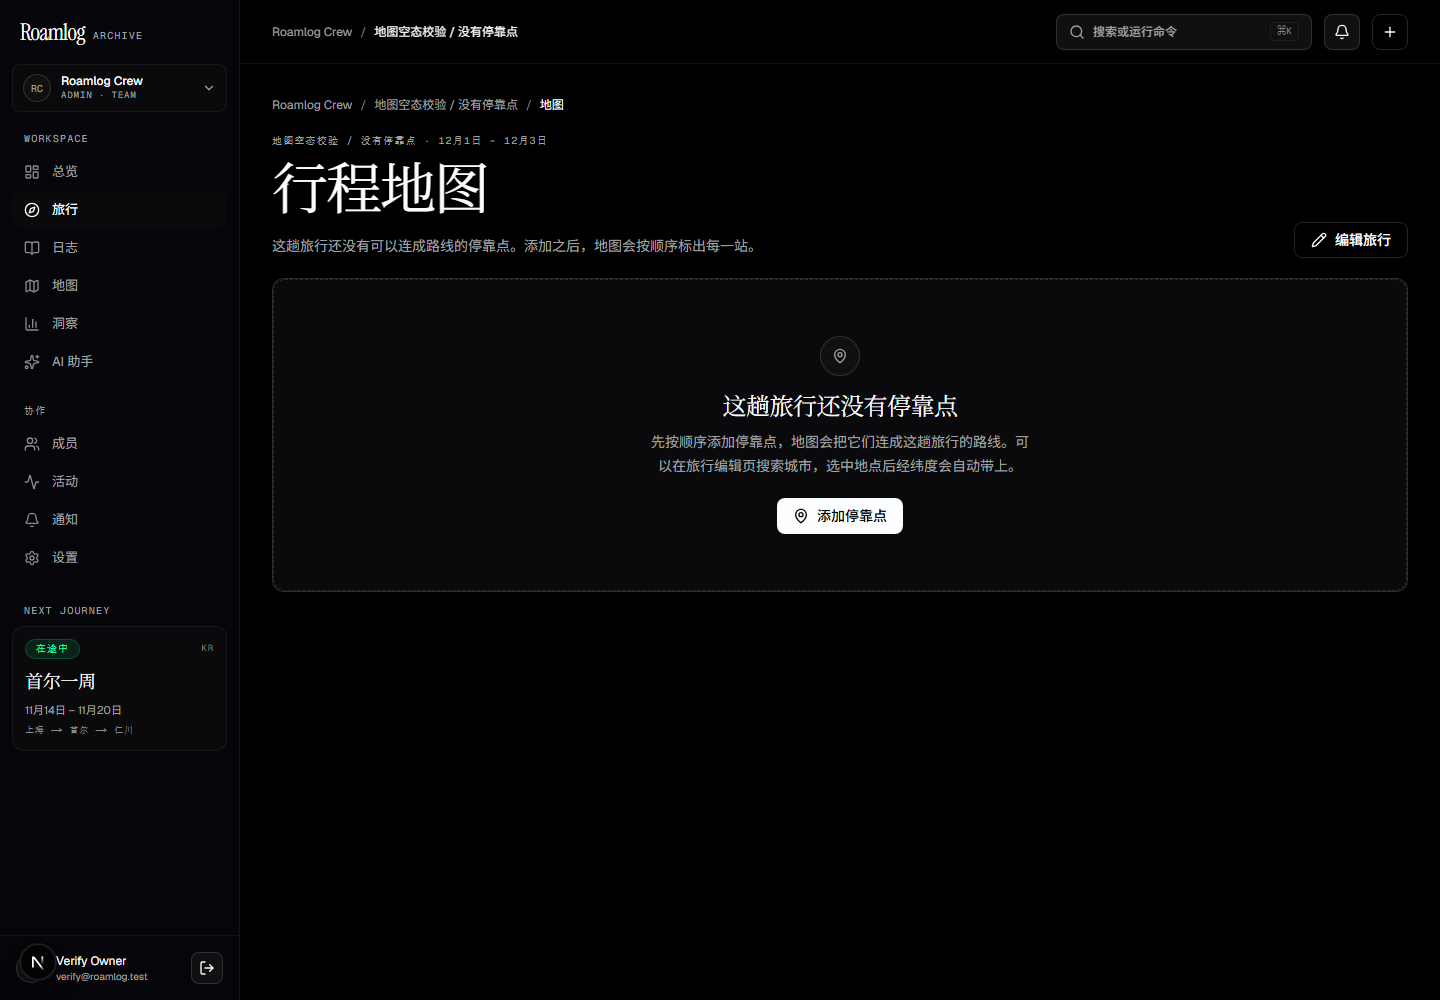 Roamlog ARCHIVE
RC
Roamlog Crew
ADMIN · TEAM
WORKSPACE
总览
旅行
日志
地图
洞察
AI 助手
协作
成员
活动
通知
设置
NEXT JOURNEY
在途中
KR
首尔一周
11月14日 – 11月20日
上海 → 首尔 → 仁川
N
Verify Owner
verify@roamlog.test
Roamlog Crew / 地图空态校验 / 没有停靠点
搜索或运行命令
⌘K
Roamlog Crew / 地图空态校验 / 没有停靠点 / 地图
地图空态校验 / 没有停靠点 · 12月1日 – 12月3日
行程地图
这趟旅行还没有可以连成路线的停靠点。添加之后，地图会按顺序标出每一站。
编辑旅行
这趟旅行还没有停靠点
先按顺序添加停靠点，地图会把它们连成这趟旅行的路线。可
以在旅行编辑页搜索城市，选中地点后经纬度会自动带上。
添加停靠点